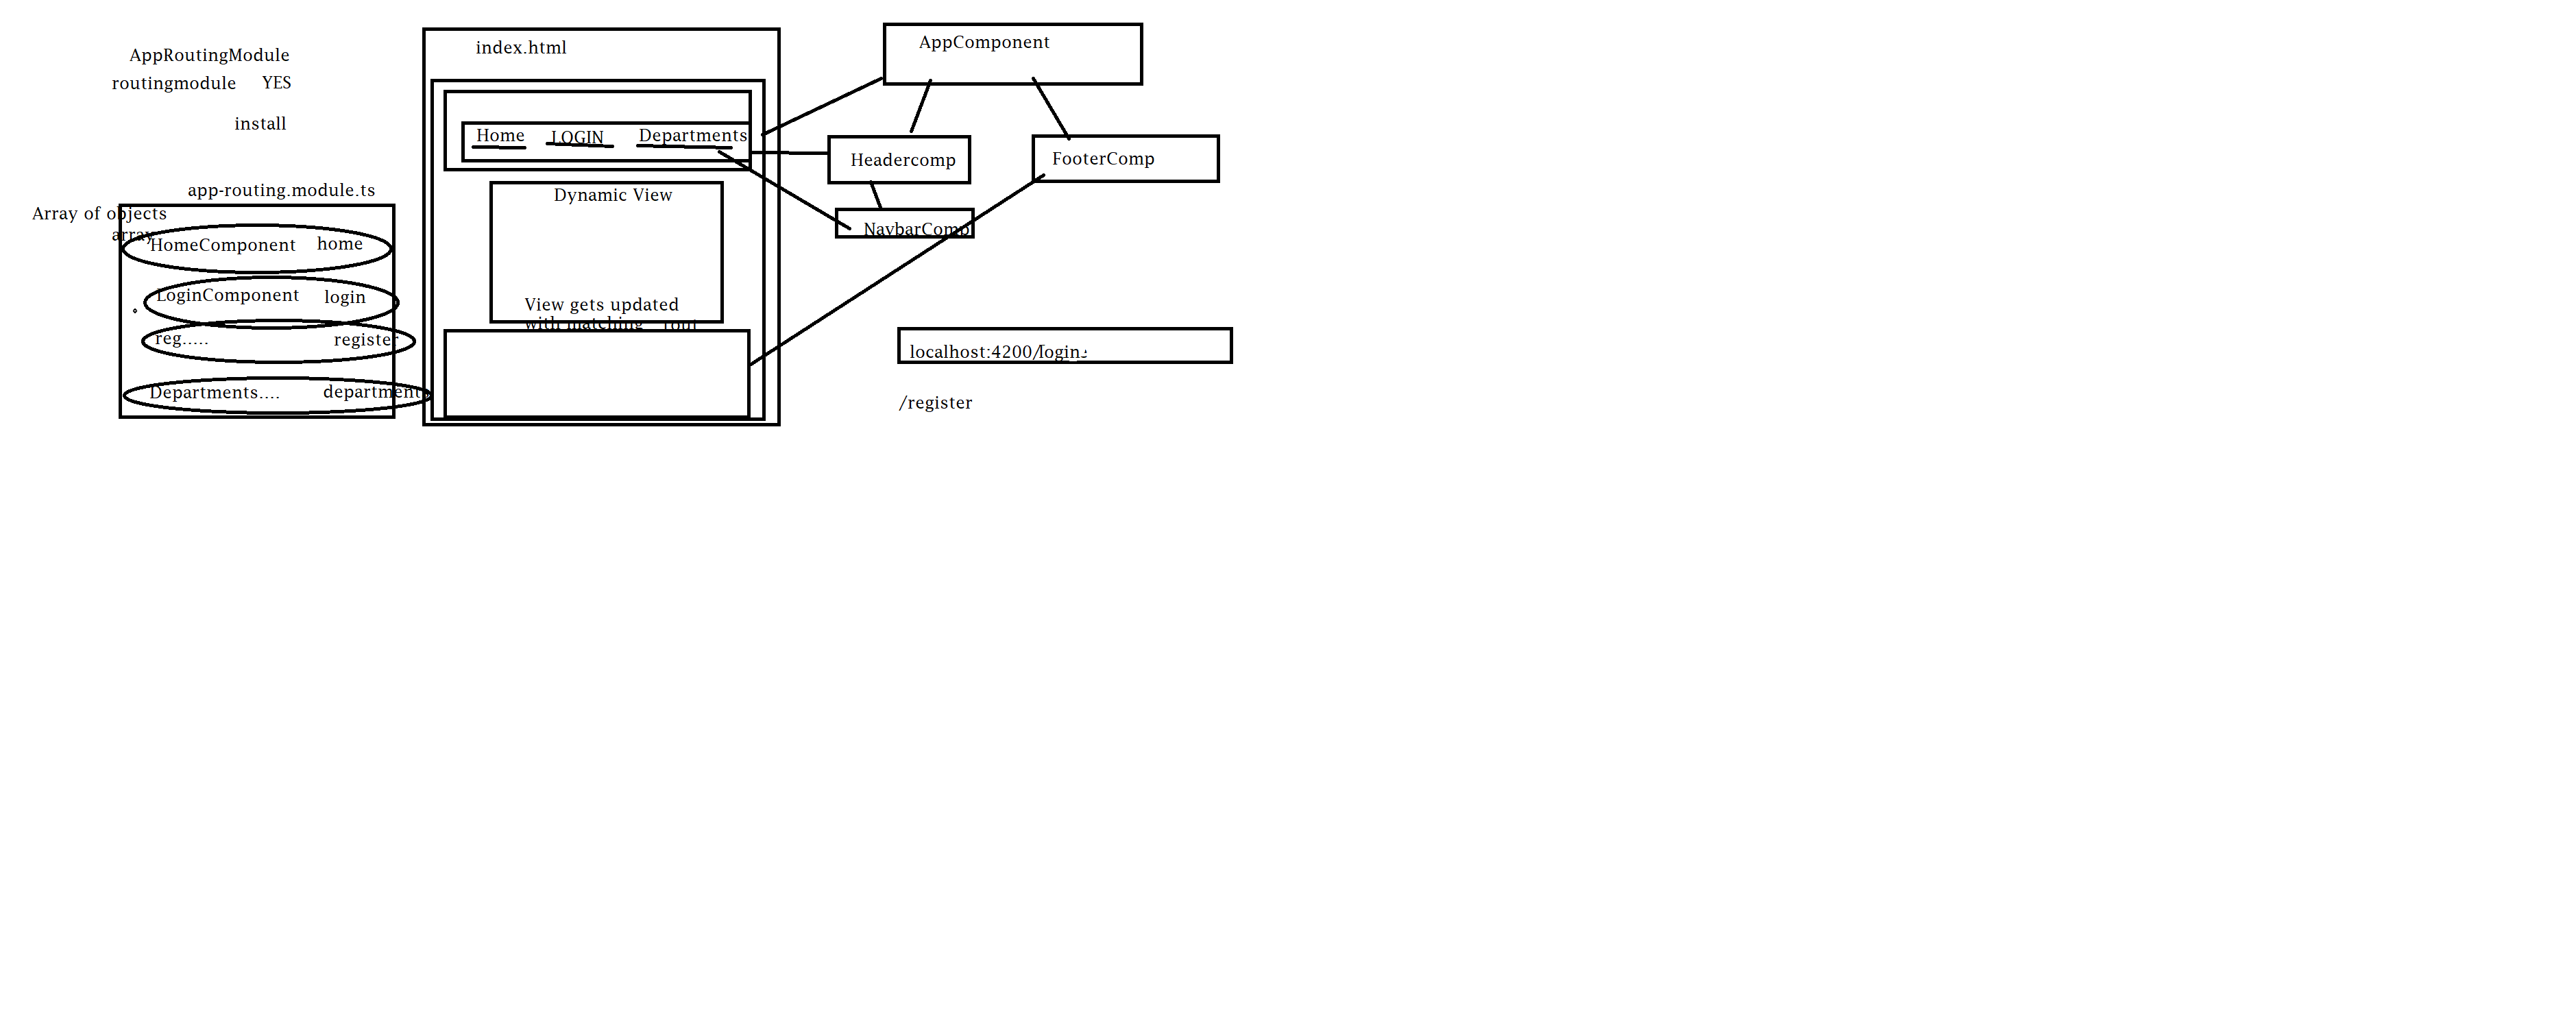 AppRoutingModule
routingmodule YES
install
app-routing.module.ts
Array of objects
array
HomeComponent home
LoginComponent login
reg..... register
Departments.... departments
index.html
Home LOGIN Departments
Dynamic View
View gets updated
with matching rout
AppComponent
Headercomp
FooterComp
NavbarComp
localhost:4200/login
/register